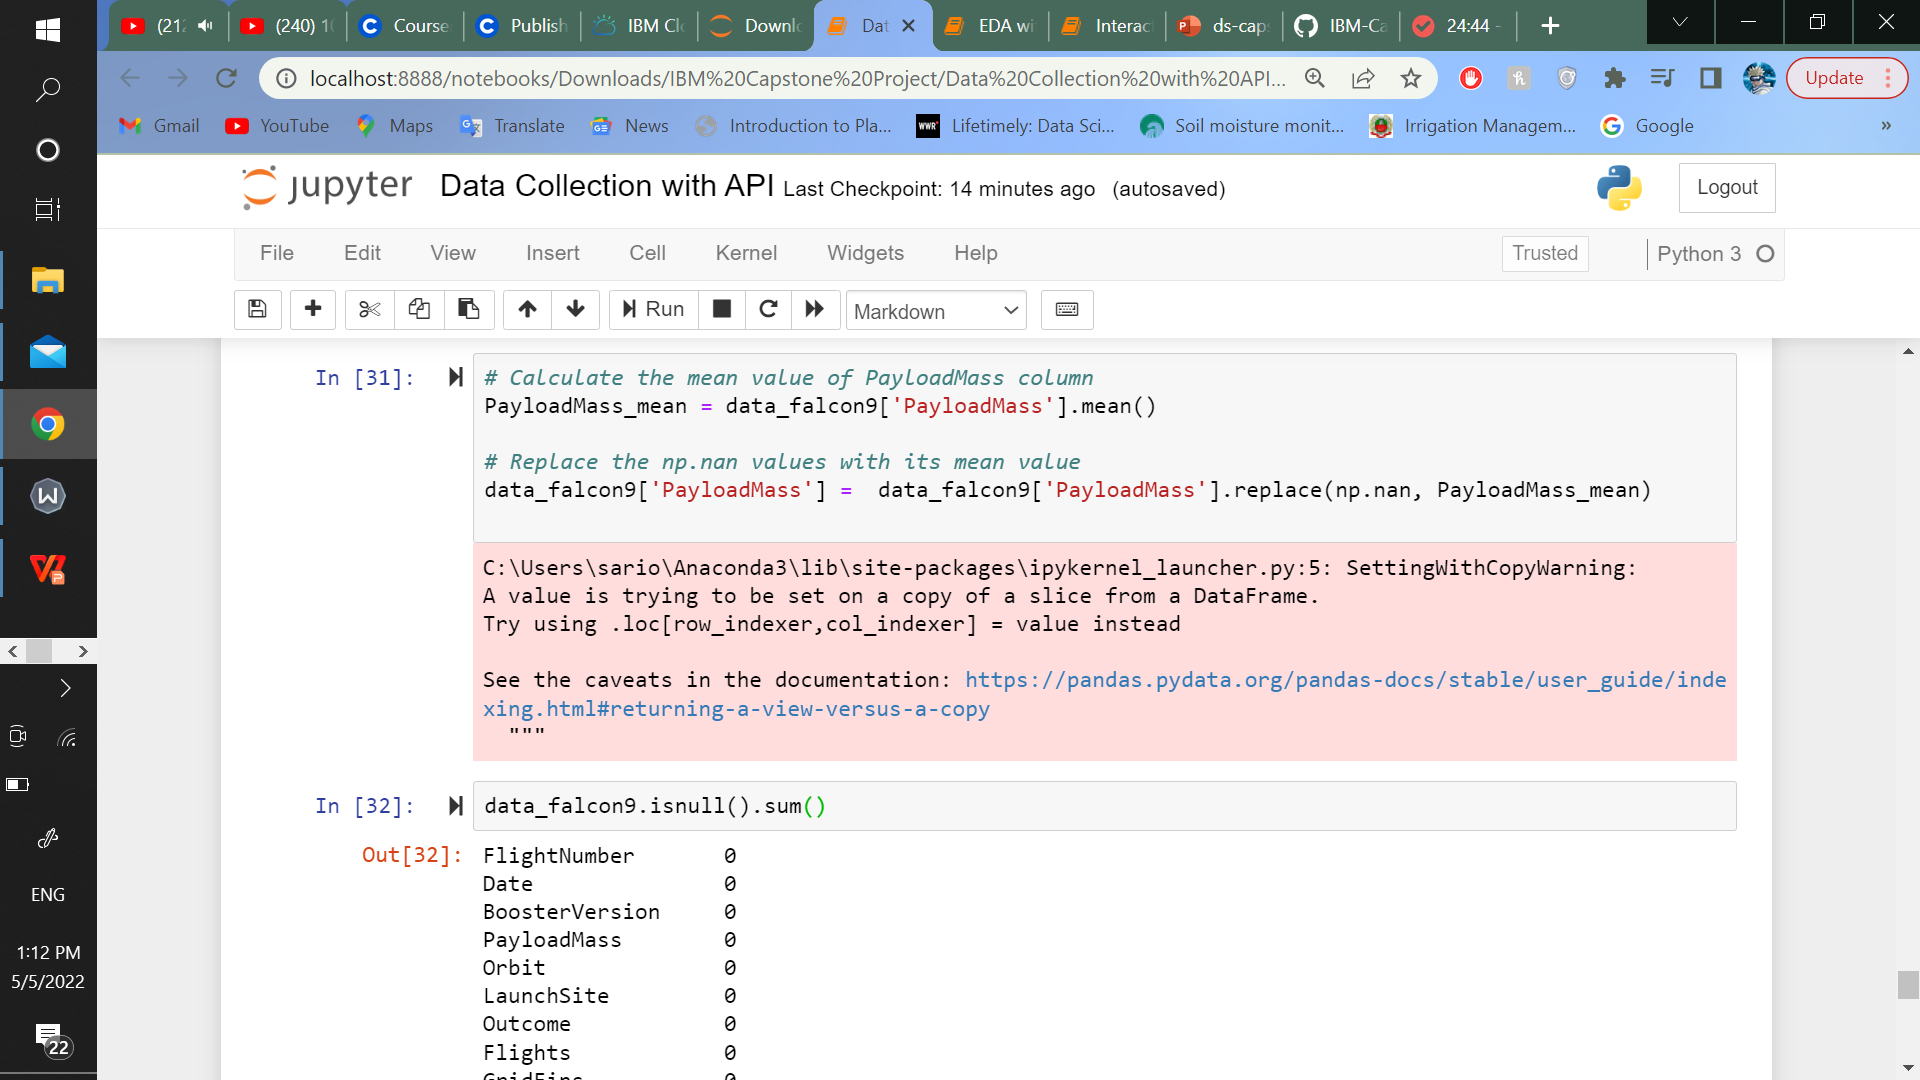 (212
(240) 1
Course
Publish
IBM Cl
Downl
Dat
EDA wi
Interac
ds-cap
IBM-Ca
24:44 -
localhost:8888/notebooks/Downloads/IBM%20Capstone%20Project/Data%20Collection%20with%20API...
Update
Gmail
YouTube
Maps
Translate
News
Introduction to Pla...
WWR
Lifetimely: Data Sci...
Soil moisture monit...
Irrigation Managem...
Google
»
jupyter
Data Collection with API Last Checkpoint: 14 minutes ago (autosaved)
Logout
File
Edit
View
Insert
Cell
Kernel
Widgets
Help
Trusted
Python 3
Run
Markdown
In [31]:
# Calculate the mean value of PayloadMass column
PayloadMass_mean = data_falcon9['PayloadMass'].mean()
# Replace the np.nan values with its mean value
data_falcon9['PayloadMass'] =  data_falcon9['PayloadMass'].replace(np.nan, PayloadMass_mean)
C:\Users\sario\Anaconda3\lib\site-packages\ipykernel_launcher.py:5: SettingWithCopyWarning:
A value is trying to be set on a copy of a slice from a DataFrame.
Try using .loc[row_indexer,col_indexer] = value instead
See the caveats in the documentation: https://pandas.pydata.org/pandas-docs/stable/user_guide/inde
xing.html#returning-a-view-versus-a-copy
"""
In [32]:
data_falcon9.isnull().sum()
Out[32]:
FlightNumber 0
Date 0
BoosterVersion 0
PayloadMass 0
Orbit 0
LaunchSite 0
Outcome 0
Flights 0
GridFins 0
ENG
1:12 PM
5/5/2022
22